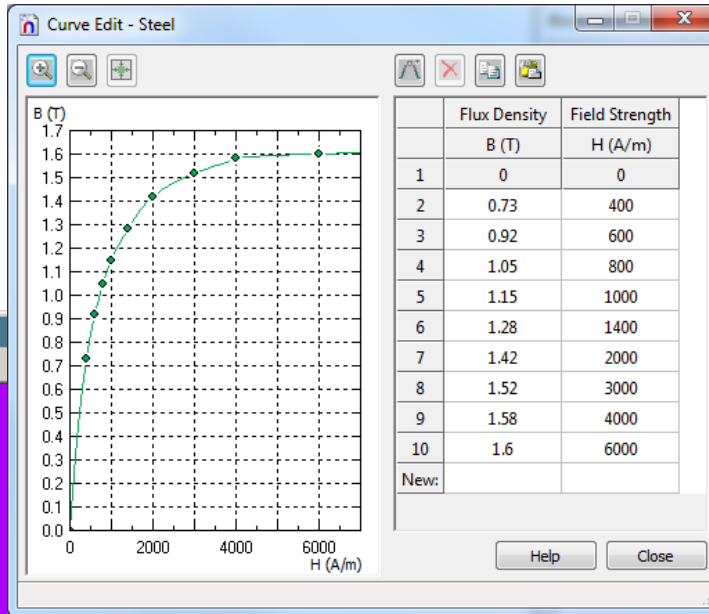 Curve Edit - Steel
B (T)
1.7
1.6
1.5
1.4
1.3
1.2
1.1
1.0
0.9
0.8
0.7
0.6
0.5
0.4
0.3
0.2
0.1
0.0
0 2000 4000 6000
H (A/m)
Flux Density Field Strength
B (T) H (A/m)
1 0 0
2 0.73 400
3 0.92 600
4 1.05 800
5 1.15 1000
6 1.28 1400
7 1.42 2000
8 1.52 3000
9 1.58 4000
10 1.6 6000
New:
Help Close